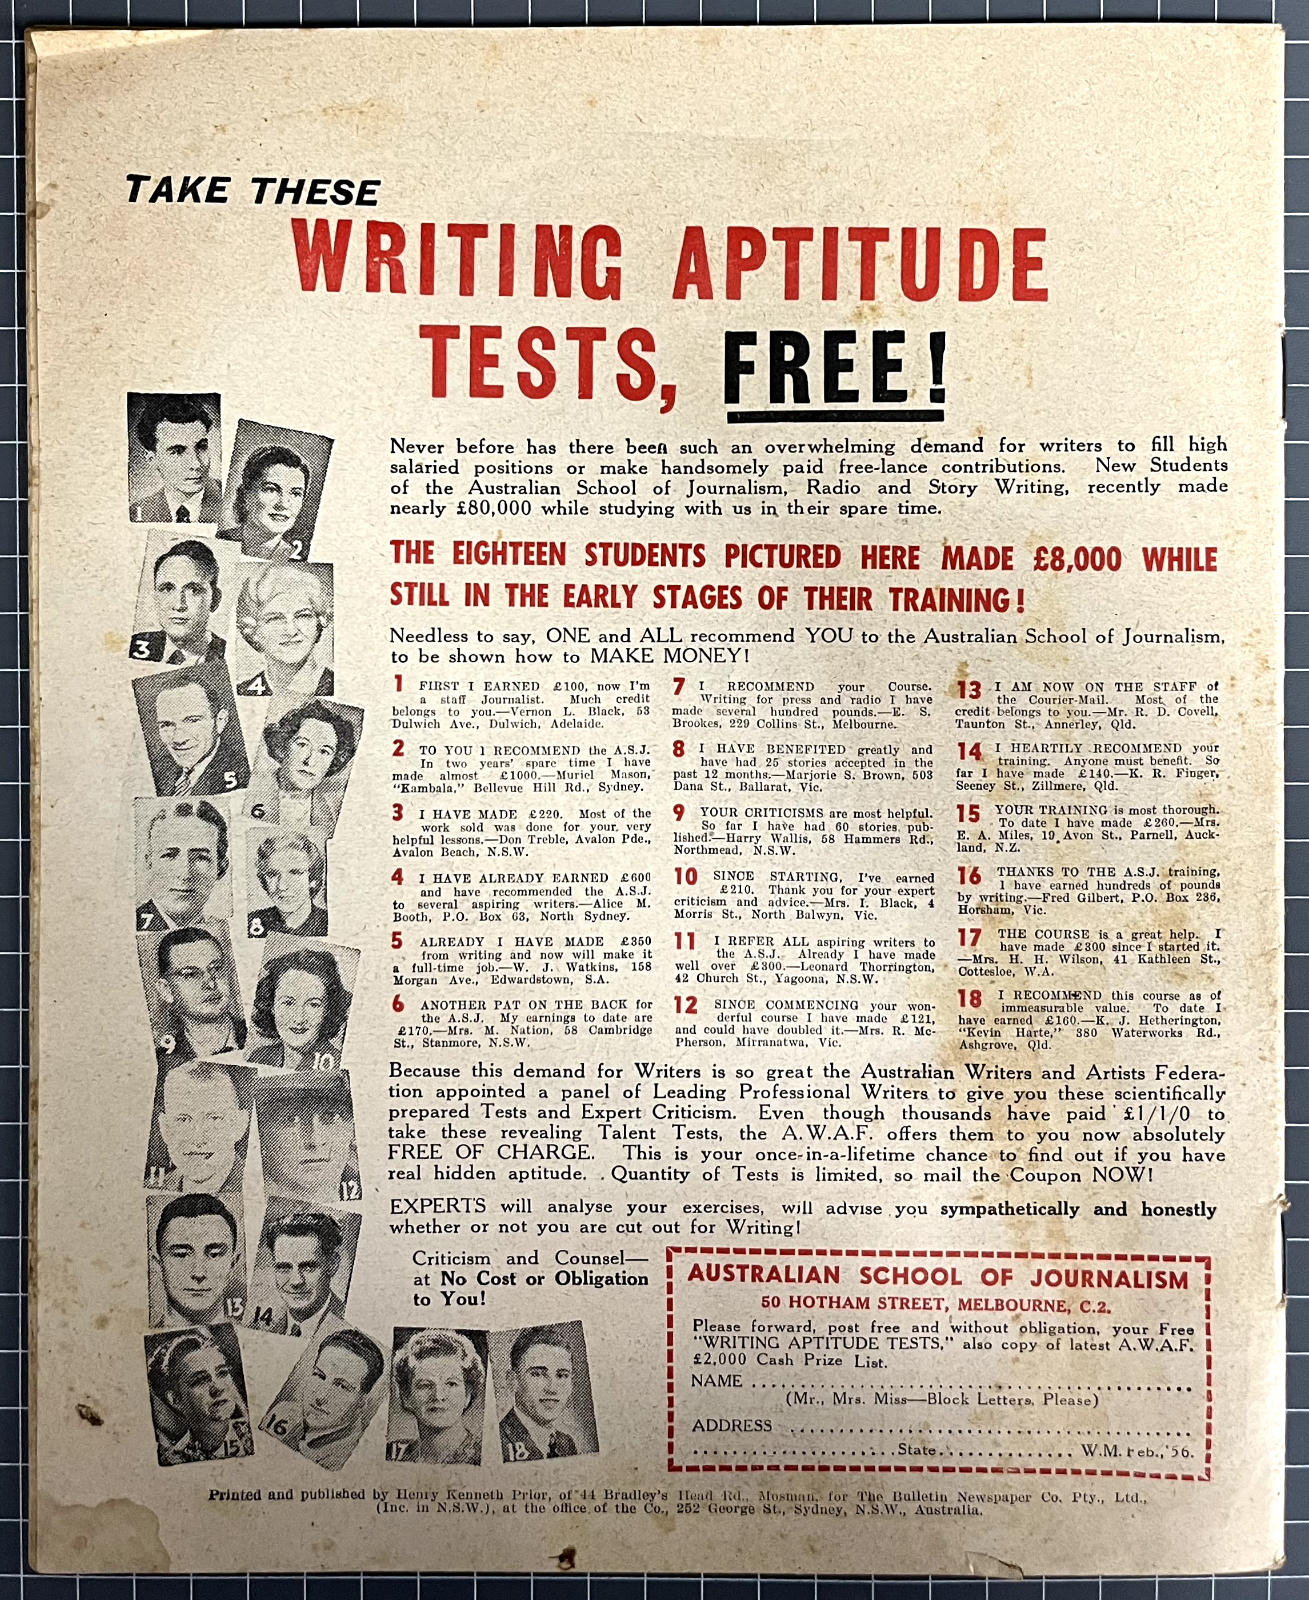 TAKE THESE
WRITING APTITUDE
TESTS, FREE!
Never before has there been such an overwhelming demand for writers to fill high
salaried positions or make handsomely paid free-lance contributions. New Students
of the Australian School of Journalism, Radio and Story Writing, recently made
nearly £80,000 while studying with us in their spare time.
THE EIGHTEEN STUDENTS PICTURED HERE MADE £8,000 WHILE
STILL IN THE EARLY STAGES OF THEIR TRAINING!
Needless to say, ONE and ALL recommend YOU to the Australian School of Journalism,
to be shown how to MAKE MONEY!
1 FIRST I EARNED £100, now I'm
a staff Journalist. Much credit
belongs to you.—Vernon L. Black, 53
Dulwich Ave., Dulwich, Adelaide.
2 TO YOU I RECOMMEND the A.S.J.
In two years' spare time I have
made almost £1000.—Muriel Mason,
"Kambala," Bellevue Hill Rd., Sydney.
3 I HAVE MADE £220. Most of the
work sold was done for your very
helpful lessons.—Don Treble, Avalon Pde.,
Avalon Beach, N.S.W.
4 I HAVE ALREADY EARNED £600
and have recommended the A.S.J.
to several aspiring writers.—Alice M.
Booth, P.O. Box 63, North Sydney.
5 ALREADY I HAVE MADE £350
from writing and now will make it
a full-time job.—W. J. Watkins, 158
Morgan Ave., Edwardstown, S.A.
6 ANOTHER PAT ON THE BACK for
the A.S.J. My earnings to date are
£170.—Mrs. M. Nation, 58 Cambridge
St., Stanmore, N.S.W.
7 I RECOMMEND your Course.
Writing for press and radio I have
made several hundred pounds.—E. S.
Brookes, 229 Collins St., Melbourne.
8 I HAVE BENEFITED greatly and
have had 25 stories accepted in the
past 12 months.—Marjorie S. Brown, 503
Dana St., Ballarat, Vic.
9 YOUR CRITICISMS are most helpful.
So far I have had 60 stories pub-
lished.—Harry Wallis, 58 Hammers Rd.,
Northmead, N.S.W.
10 SINCE STARTING, I've earned
£210. Thank you for your expert
criticism and advice.—Mrs. I. Black, 4
Morris St., North Balwyn, Vic.
11 I REFER ALL aspiring writers to
the A.S.J. Already I have made
well over £300.—Leonard Thorrington,
42 Church St., Yagoona, N.S.W.
12 SINCE COMMENCING your won-
derful course I have made £121,
and could have doubled it.—Mrs. R. Mc-
Pherson, Mirranatwa, Vic.
13 I AM NOW ON THE STAFF of
the Courier-Mail. Most of the
credit belongs to you.—Mr. R. D. Covell,
Taunton St., Annerley, Qld.
14 I HEARTILY RECOMMEND your
training. Anyone must benefit. So
far I have made £140.—K. R. Finger,
Seeney St., Zillmere, Qld.
15 YOUR TRAINING is most thorough.
To date I have made £260.—Mrs.
E. A. Miles, 19 Avon St., Parnell, Auck-
land, N.Z.
16 THANKS TO THE A.S.J. training,
I have earned hundreds of pounds
by writing.—Fred Gilbert, P.O. Box 236,
Horsham, Vic.
17 THE COURSE is a great help. I
have made £300 since I started it.
—Mrs. H. H. Wilson, 41 Kathleen St.,
Cottesloe, W.A.
18 I RECOMMEND this course as of
immeasurable value. To date I
have earned £160.—K. J. Hetherington,
"Kevin Harte," 380 Waterworks Rd.,
Ashgrove, Qld.
Because this demand for Writers is so great the Australian Writers and Artists Federa-
tion appointed a panel of Leading Professional Writers to give you these scientifically
prepared Tests and Expert Criticism. Even though thousands have paid £1/1/0 to
take these revealing Talent Tests, the A.W.A.F. offers them to you now absolutely
FREE OF CHARGE. This is your once-in-a-lifetime chance to find out if you have
real hidden aptitude. . Quantity of Tests is limited, so mail the Coupon NOW!
EXPERTS will analyse your exercises, will advise you sympathetically and honestly
whether or not you are cut out for Writing!
Criticism and Counsel—
at No Cost or Obligation
to You!
AUSTRALIAN SCHOOL OF JOURNALISM
50 HOTHAM STREET, MELBOURNE, C.2.
Please forward, post free and without obligation, your Free
"WRITING APTITUDE TESTS," also copy of latest A.W.A.F.
£2,000 Cash Prize List.
NAME ........................................
(Mr., Mrs. Miss—Block Letters, Please)
ADDRESS ........................................
....................State............. W.M. Feb., '56.
1
2
3
4
5
6
7
8
9
10
11
12
13
14
15
16
17
18
Printed and published by Henry Kenneth Prior, of 44 Bradley's Head Rd., Mosman, for The Bulletin Newspaper Co. Pty., Ltd.,
(Inc. in N.S.W.), at the office of the Co., 252 George St., Sydney, N.S.W., Australia.